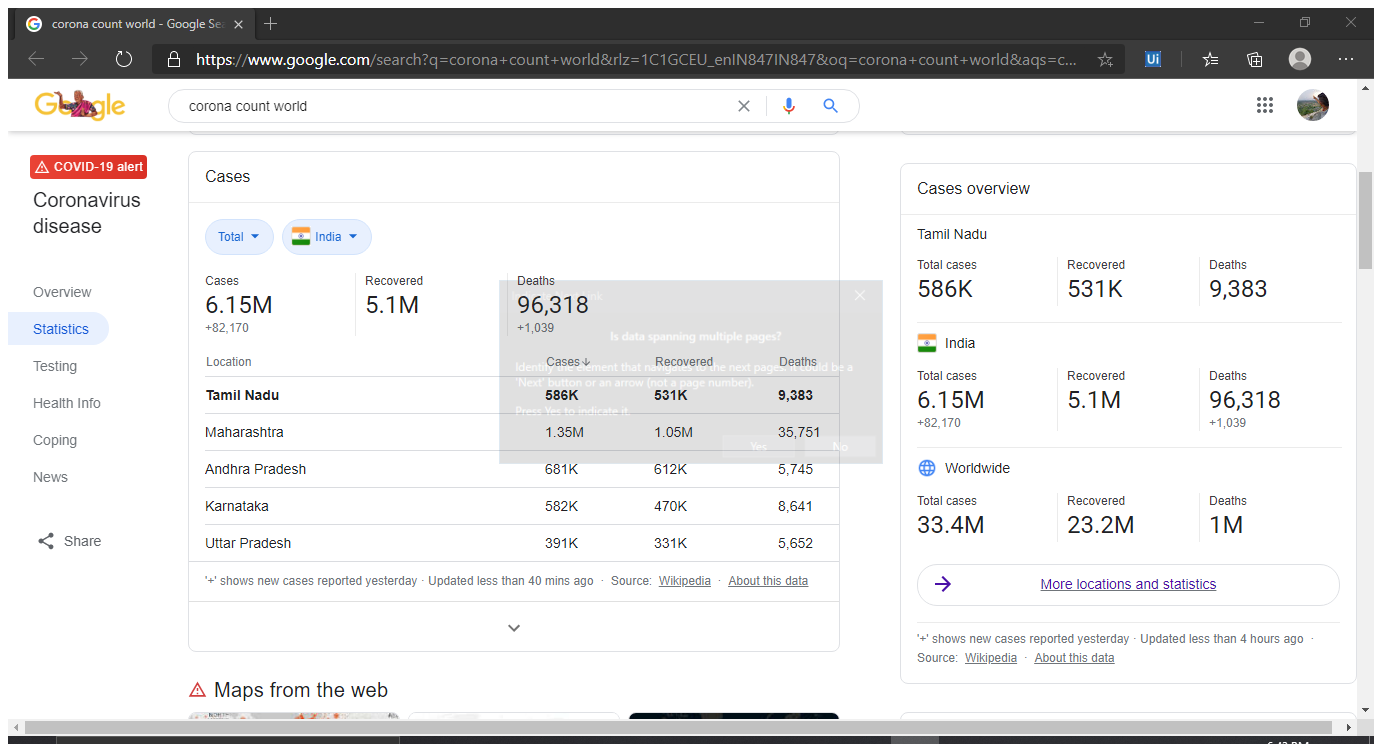 corona count world - Google Se
https://www.google.com/search?q=corona+count+world&rlz=1C1GCEU_enIN847IN847&oq=corona+count+world&aqs=c...
Ui
Google
corona count world
COVID-19 alert
Coronavirus
disease
Overview
Statistics
Testing
Health Info
Coping
News
Share
Cases
Total
India
Cases Recovered Deaths
6.15M 5.1M 96,318
+82,170 +1,039
Location Cases Recovered Deaths
Tamil Nadu 586K 531K 9,383
Maharashtra 1.35M 1.05M 35,751
Andhra Pradesh 681K 612K 5,745
Karnataka 582K 470K 8,641
Uttar Pradesh 391K 331K 5,652
'+' shows new cases reported yesterday · Updated less than 40 mins ago · Source: Wikipedia · About this data
Is data spanning multiple pages?
Identify the element that navigates to the next pages. It could be a
'Next' button or an arrow (not a page number).
Press Yes to indicate it.
Yes No
Maps from the web
Cases overview
Tamil Nadu
Total cases Recovered Deaths
586K 531K 9,383
India
Total cases Recovered Deaths
6.15M 5.1M 96,318
+82,170 +1,039
Worldwide
Total cases Recovered Deaths
33.4M 23.2M 1M
More locations and statistics
'+' shows new cases reported yesterday · Updated less than 4 hours ago ·
Source: Wikipedia · About this data